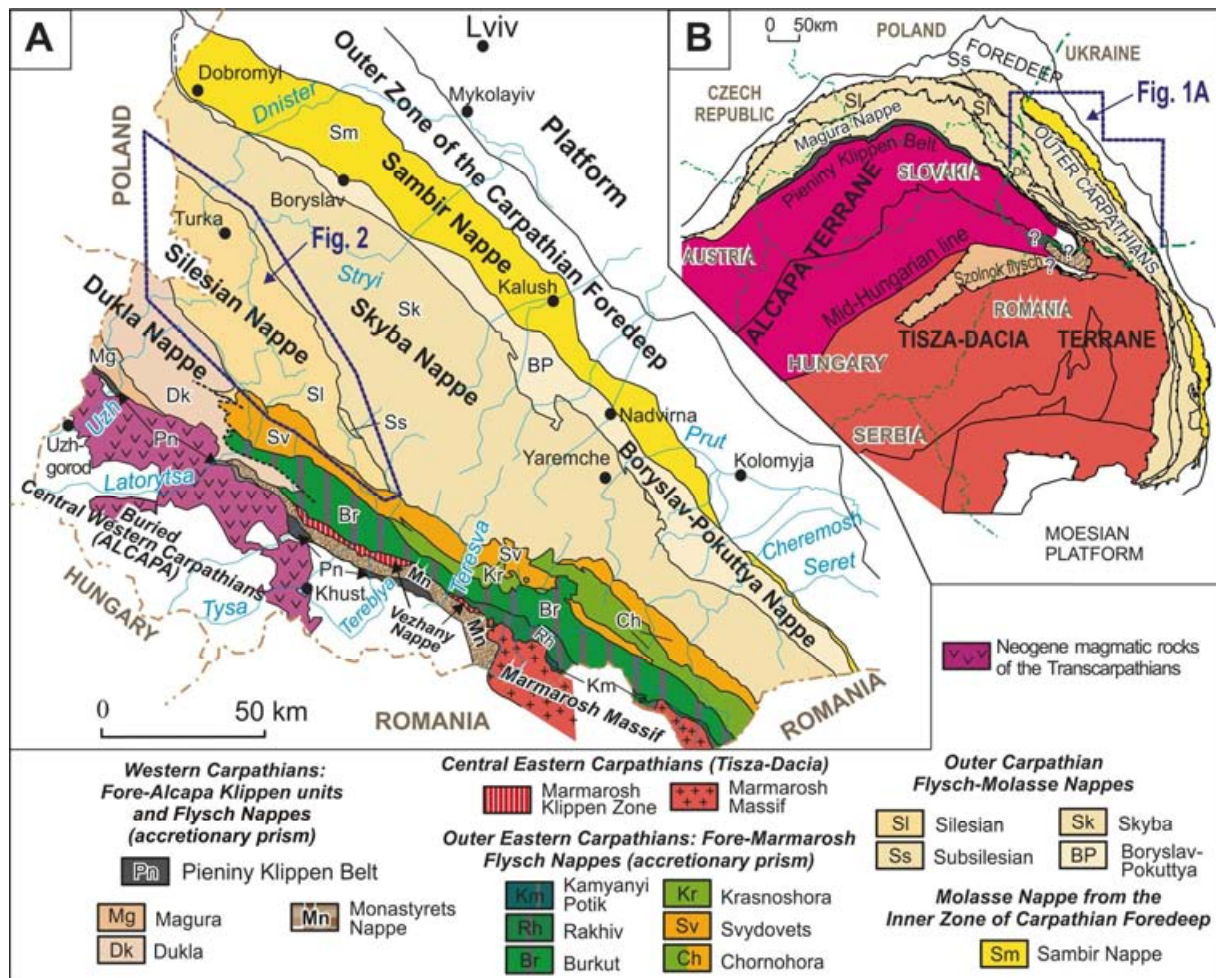 A
Lviv
Dobromyl
Dnister
Mykolayiv
Outer Zone of the Carpathian Foredeep
Platform
POLAND
Sm
Sambir Nappe
Boryslav
Turka
Fig. 2
Stryi
Silesian Nappe
Kalush
Sk
Skyba Nappe
Dukla Nappe
BP
Mg
Dk
Sl
Ss
Nadvirna
Uzh
Sv
Prut
Uzh-
gorod
Pn
Yaremche
Kolomyja
Boryslav-Pokuttya Nappe
Latorytsa
Buried
Central Western Carpathians
(ALCAPA)
Br
Teresva
Sv
Kr
Cheremosh
Seret
HUNGARY
Pn
Khust
Mn
Br
Ch
Tysa
Tereblya
Vezhany
Nappe
Mn
Rh
Km
Marmarosh Massif
0
50 km
ROMANIA
ROMANIA
B
0 50km
POLAND
UKRAINE
FOREDEEP
Ss
CZECH
REPUBLIC
Sl
Sl
Fig. 1A
Magura Nappe
OUTER CARPATHIANS
Pieniny Klippen Belt
SLOVAKIA
Dk
ALCAPA TERRANE
AUSTRIA
? ?
?
Mid-Hungarian line
Szolnok flysch
ROMANIA
TISZA-DACIA TERRANE
HUNGARY
SERBIA
MOESIAN
PLATFORM
Neogene magmatic rocks
of the Transcarpathians
Western Carpathians:
Fore-Alcapa Klippen units
and Flysch Nappes
(accretionary prism)
Pn Pieniny Klippen Belt
Mg Magura
Mn Monastyrets
Nappe
Dk Dukla
Central Eastern Carpathians (Tisza-Dacia)
Marmarosh
Klippen Zone
Marmarosh
Massif
Outer Eastern Carpathians: Fore-Marmarosh
Flysch Nappes (accretionary prism)
Km Kamyanyi
Potik
Kr Krasnoshora
Rh Rakhiv
Sv Svydovets
Br Burkut
Ch Chornohora
Outer Carpathian
Flysch-Molasse Nappes
Sl Silesian
Sk Skyba
Ss Subsilesian
BP Boryslav-
Pokuttya
Molasse Nappe from the
Inner Zone of Carpathian Foredeep
Sm Sambir Nappe